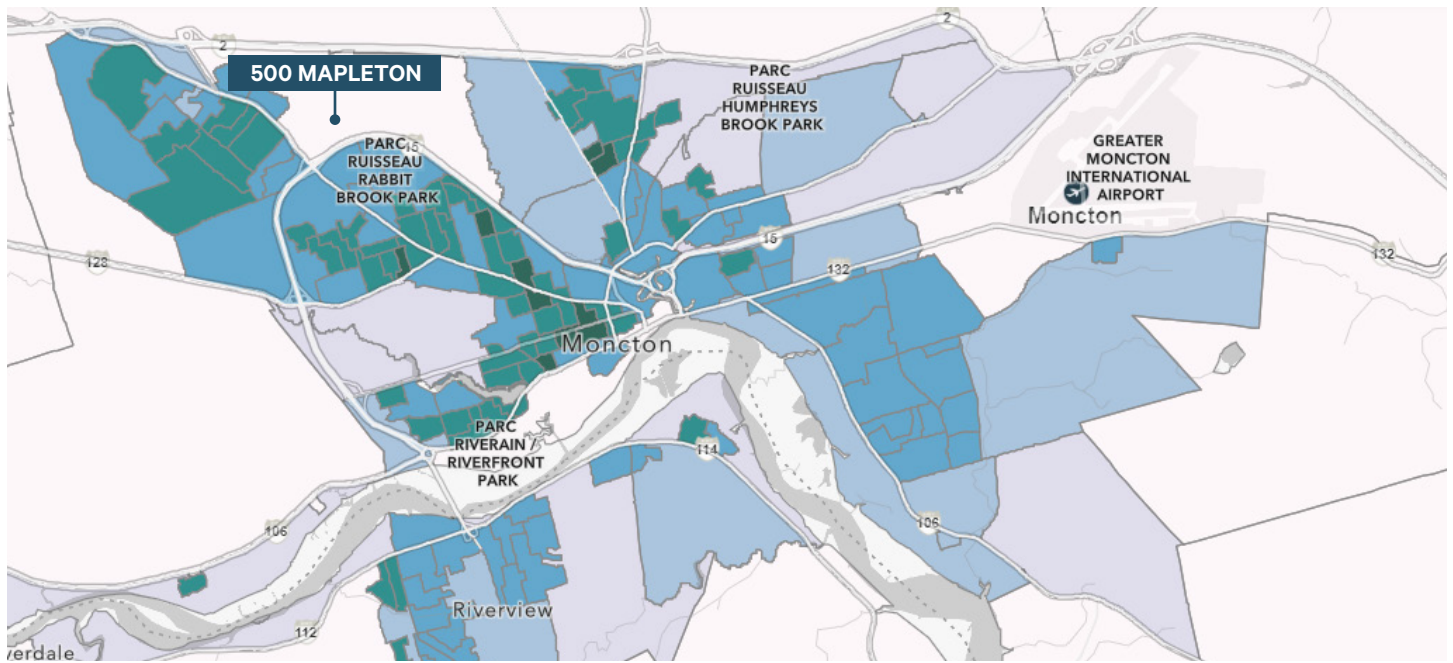 2
2
500 MAPLETON
PARC
RUISSEAU
HUMPHREYS
BROOK PARK
PARC
15
RUISSEAU
RABBIT
BROOK PARK
GREATER
MONCTON
INTERNATIONAL
AIRPORT
Moncton
128
15
132
132
Moncton
PARC
RIVERAIN /
RIVERFRONT
PARK
114
106
106
Riverview
112
verdale